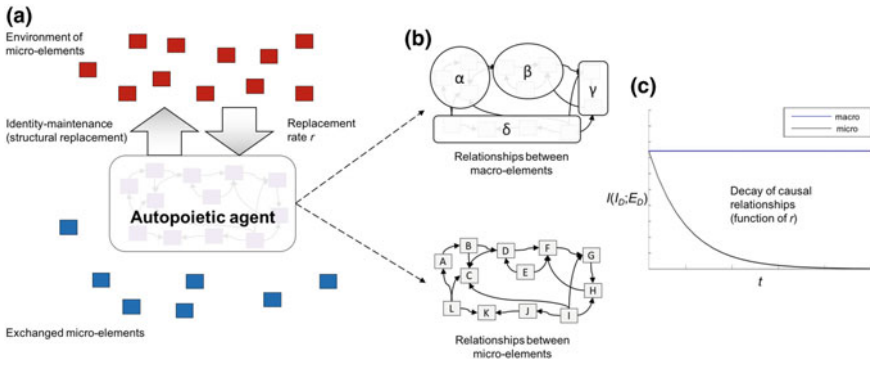 (a)
Environment of
micro-elements
Identity-maintenance
(structural replacement)
Replacement
rate r
Autopoietic agent
Exchanged micro-elements
(b)
α
β
γ
δ
Relationships between
macro-elements
A
B
C
D
E
F
G
H
I
J
K
L
Relationships between
micro-elements
(c)
macro
micro
I(I_D;E_D)
Decay of causal
relationships
(function of r)
t